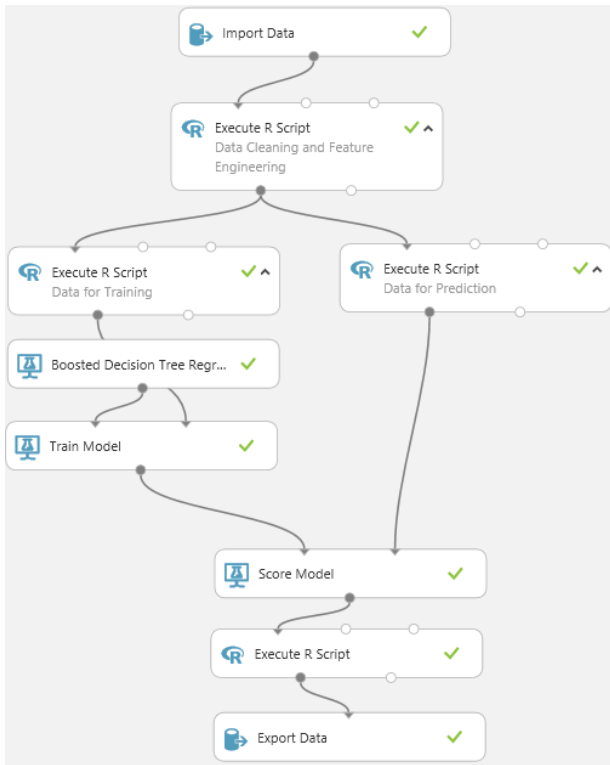 Import Data
Execute R Script
Data Cleaning and Feature
Engineering
Execute R Script
Data for Training
Execute R Script
Data for Prediction
Boosted Decision Tree Regr...
Train Model
Score Model
Execute R Script
Export Data